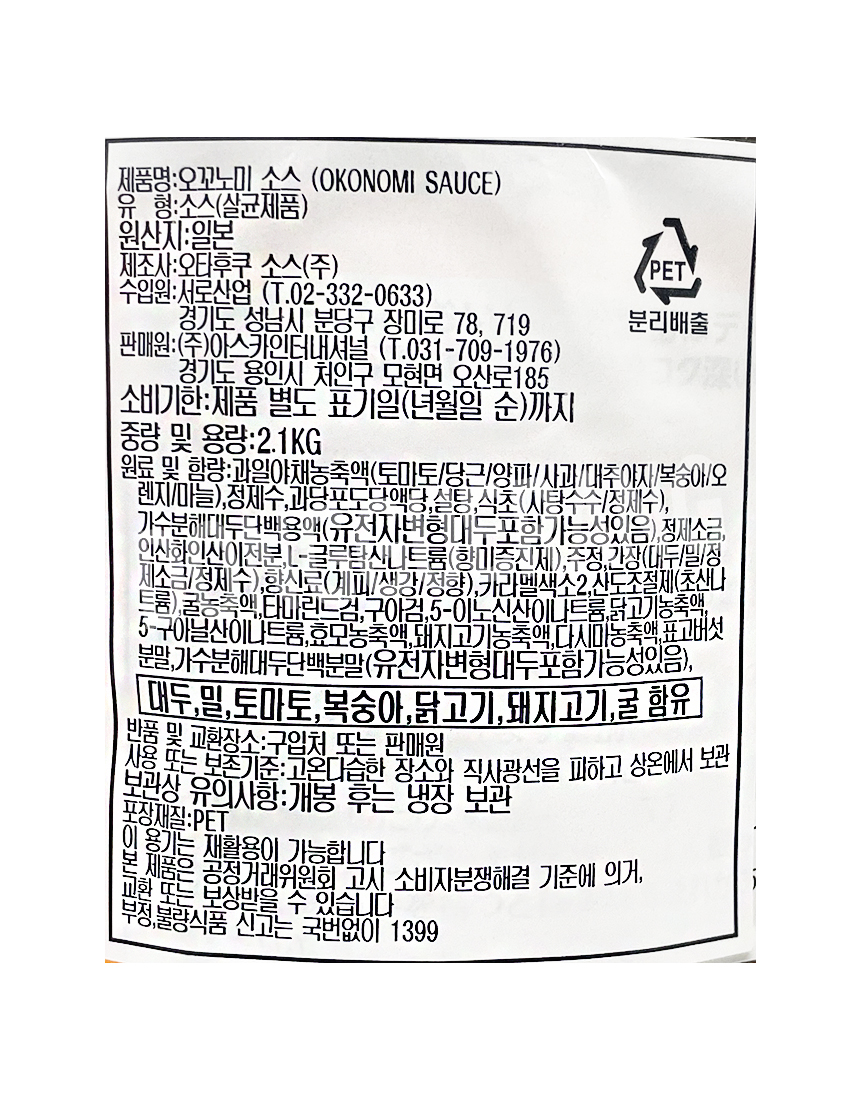 제품명:오꼬노미 소스 (OKONOMI SAUCE)
유 형:소스(살균제품)
원산지:일본
제조사:오타후쿠 소스(주)
수입원:서로산업 (T.02-332-0633)
경기도 성남시 분당구 장미로 78, 719
판매원:(주)아스카인터내셔널 (T.031-709-1976)
경기도 용인시 처인구 모현면 오산로185
소비기한:제품 별도 표기일(년월일 순)까지
중량 및 용량:2.1KG
PET
분리배출
원료 및 함량:과일야채농축액(토마토/당근/양파/사과/대추야자/복숭아/오
렌지/마늘),정제수,과당포도당액당,설탕,식초(사탕수수/정제수),
가수분해대두단백용액(유전자변형대두포함가능성있음),정제소금,
인산화인산이전분,L-글루탐산나트륨(향미증진제),주정,간장(대두/밀/정
제소금/정제수),향신료(계피/생강/정향),카라멜색소2,산도조절제(초산나
트륨),굴농축액,타마린드검,구아검,5-이노신산이나트륨,닭고기농축액,
5-구아닐산이나트륨,효모농축액,돼지고기농축액,다시마농축액,표고버섯
분말,가수분해대두단백분말(유전자변형대두포함가능성있음),
대두,밀,토마토,복숭아,닭고기,돼지고기,굴 함유
반품 및 교환장소:구입처 또는 판매원
사용 또는 보존기준:고온다습한 장소와 직사광선을 피하고 상온에서 보관
보관상 유의사항:개봉 후는 냉장 보관
포장재질:PET
이 용기는 재활용이 가능합니다
본 제품은 공정거래위원회 고시 소비자분쟁해결 기준에 의거,
교환 또는 보상받을 수 있습니다
부정,불량식품 신고는 국번없이 1399